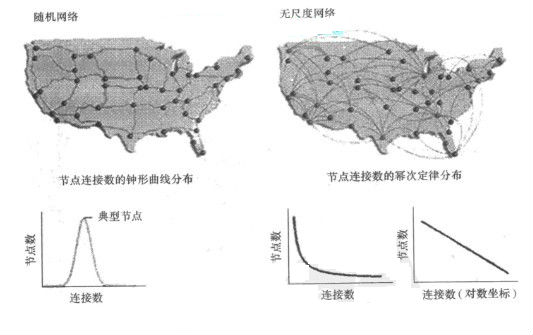 随机网络
无尺度网络
节点连接数的钟形曲线分布
节点连接数的幂次定律分布
典型节点
节点数
连接数
节点数
连接数
节点数
连接数(对数坐标)